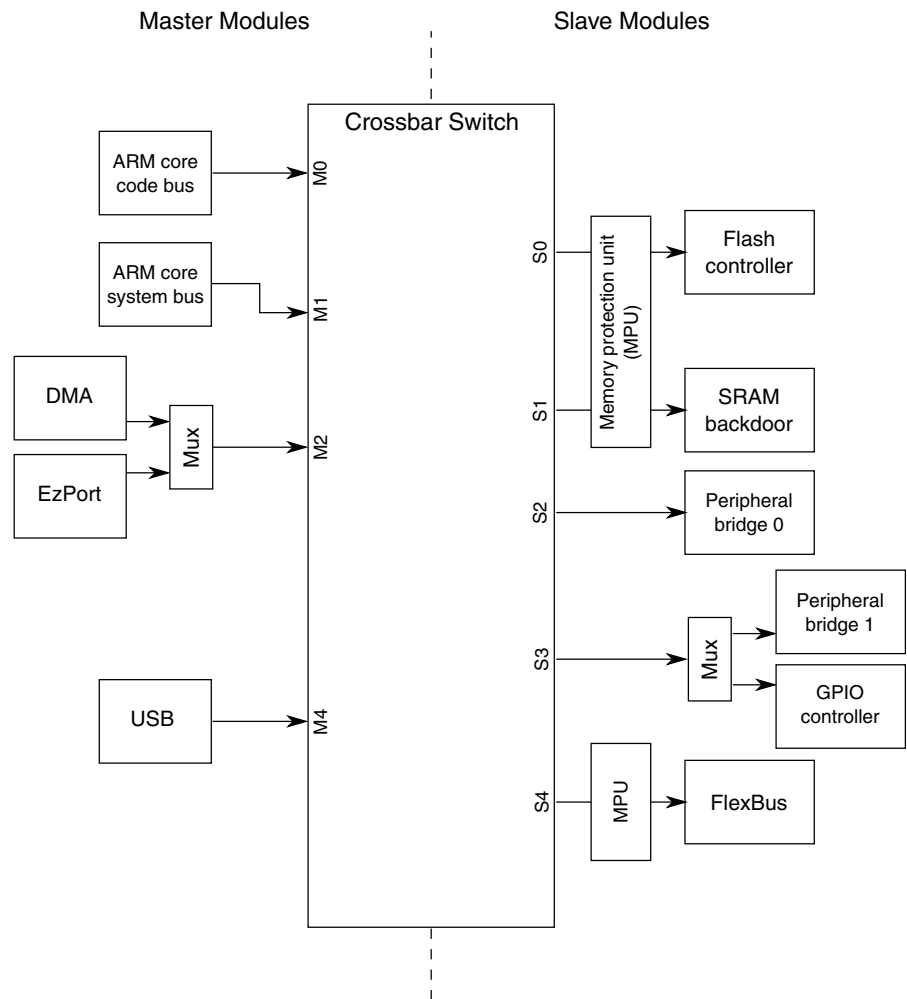 Master Modules
Slave Modules
Crossbar Switch
ARM core
code bus
M0
ARM core
system bus
M1
DMA
EzPort
Mux
M2
USB
M4
S0
Memory protection unit
(MPU)
Flash
controller
S1
SRAM
backdoor
S2
Peripheral
bridge 0
S3
Mux
Peripheral
bridge 1
GPIO
controller
S4
MPU
FlexBus